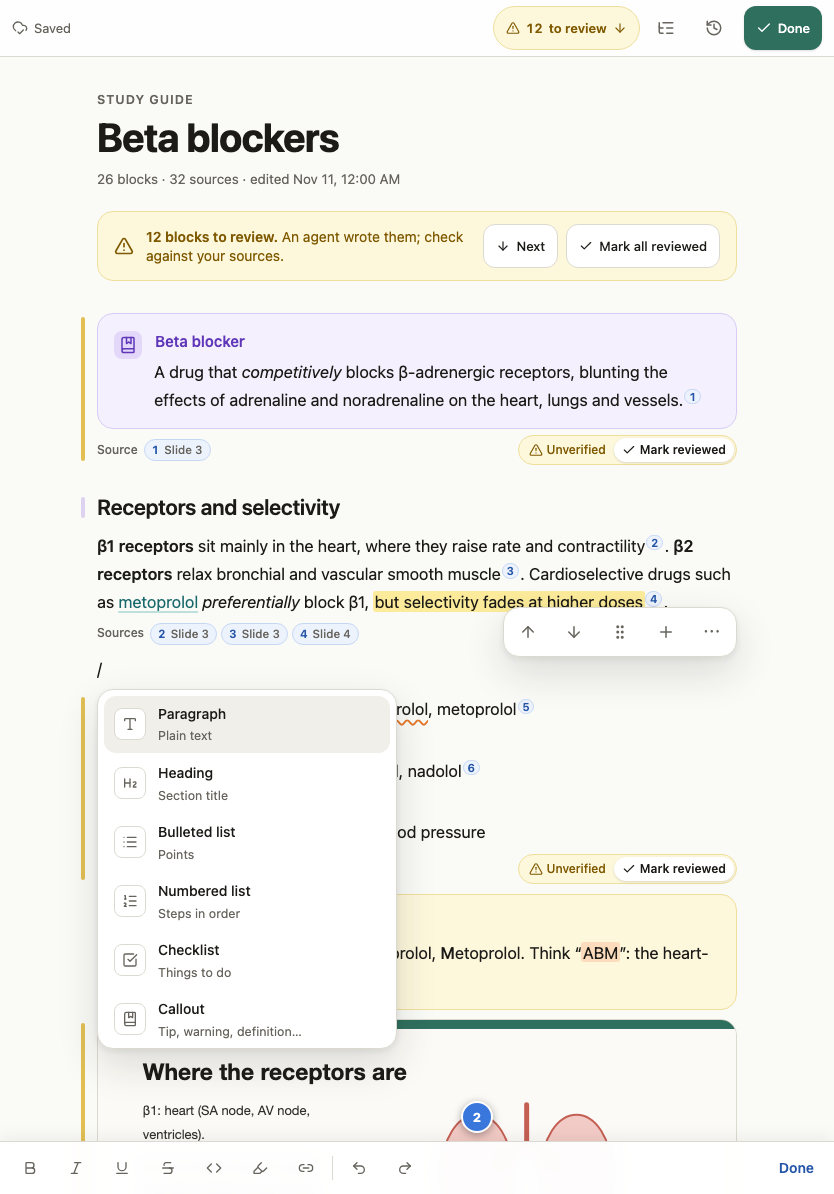 Saved
12 to review
Done
STUDY GUIDE
Beta blockers
26 blocks · 32 sources · edited Nov 11, 12:00 AM
12 blocks to review. An agent wrote them; check
against your sources.
Next
Mark all reviewed
Beta blocker
A drug that competitively blocks β-adrenergic receptors, blunting the
effects of adrenaline and noradrenaline on the heart, lungs and vessels. 1
Source 1 Slide 3
Unverified Mark reviewed
Receptors and selectivity
β1 receptors sit mainly in the heart, where they raise rate and contractility 2 . β2
receptors relax bronchial and vascular smooth muscle 3 . Cardioselective drugs such
as metoprolol preferentially block β1, but selectivity fades at higher doses 4 .
Sources 2 Slide 3 3 Slide 3 4 Slide 4
/
Paragraph
Plain text
Heading
Section title
Bulleted list
Points
Numbered list
Steps in order
Checklist
Things to do
Callout
Tip, warning, definition...
, metoprolol 5
, nadolol 6
pressure
Unverified Mark reviewed
, Metoprolol. Think “ABM”: the heart-
Where the receptors are
β1: heart (SA node, AV node,
ventricles).
2
B I U S
Done